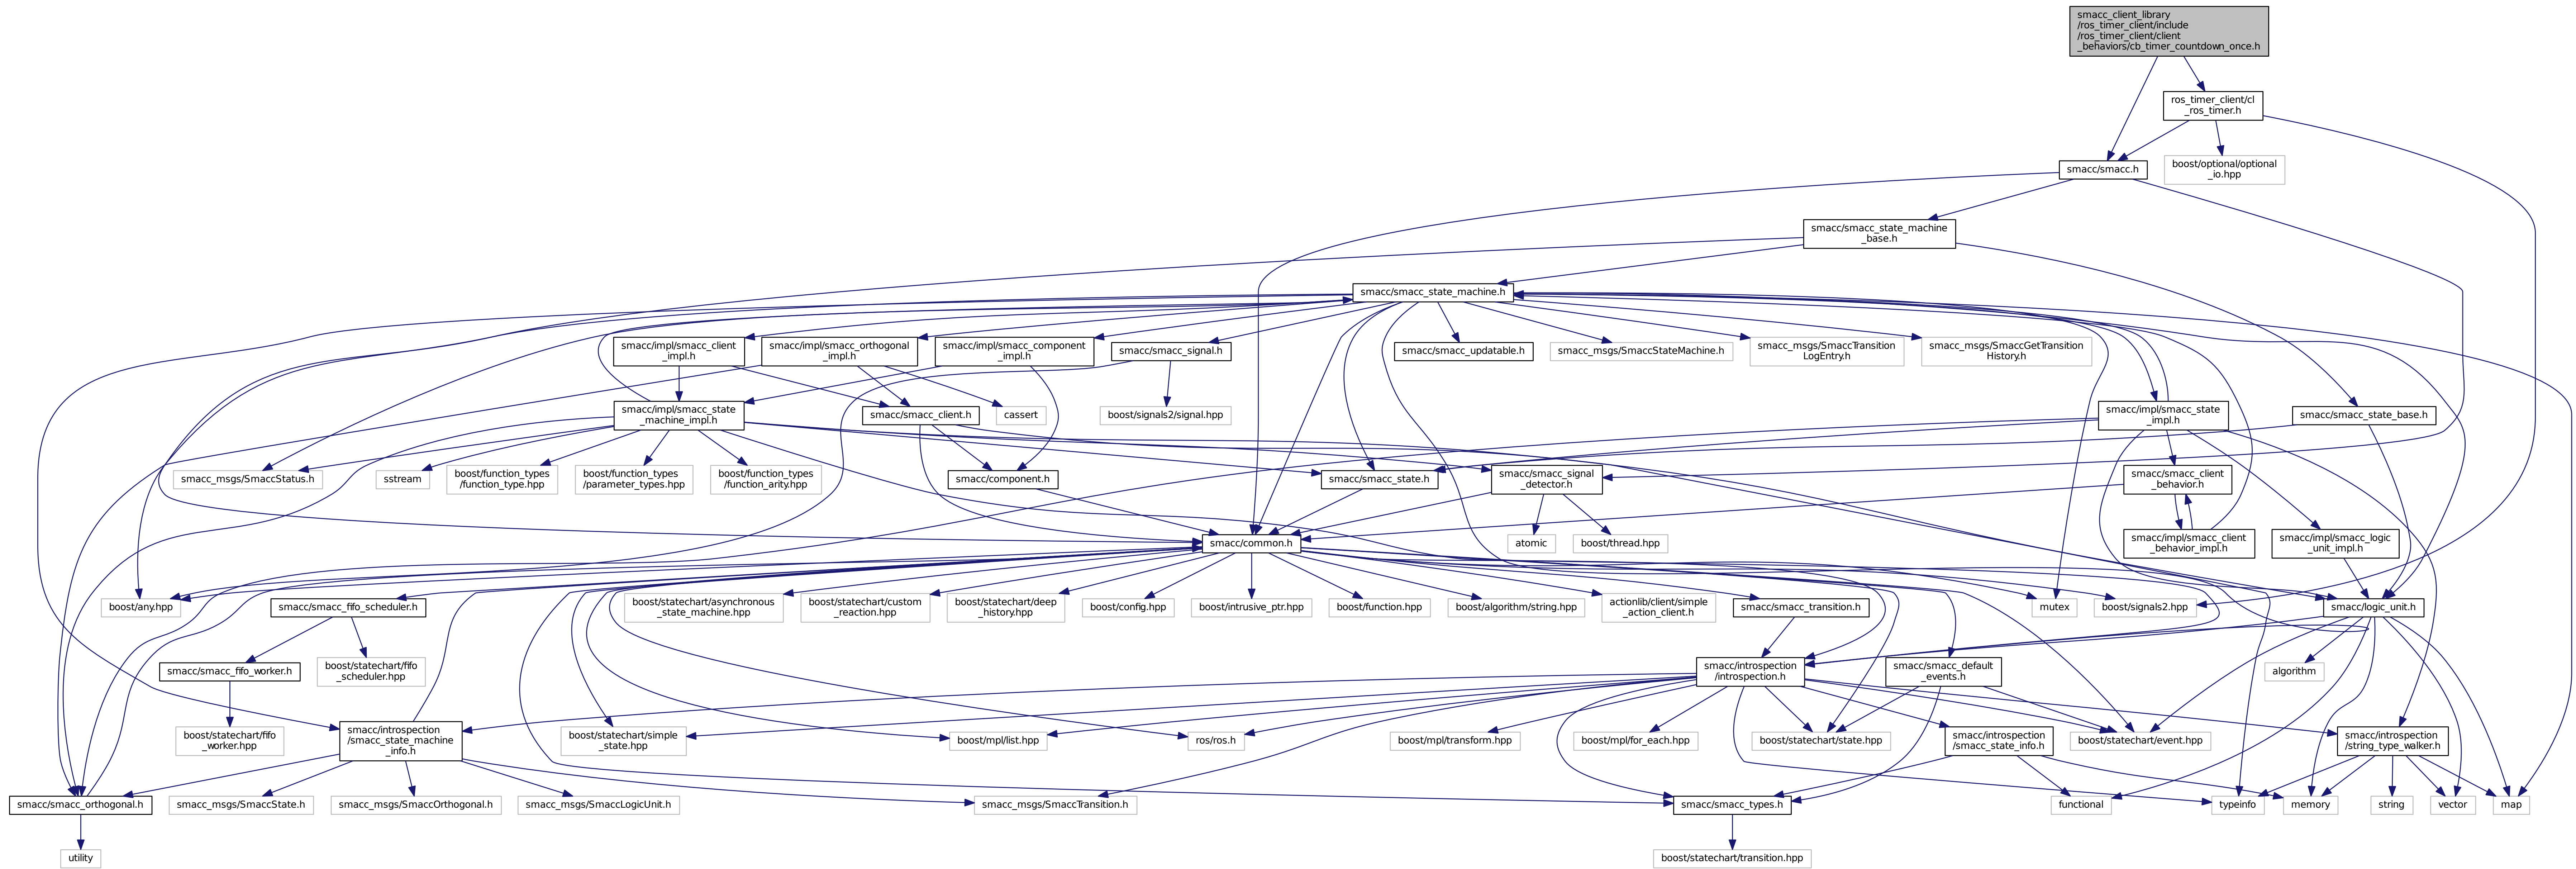 smacc_client_library
/ros_timer_client/include
/ros_timer_client/client
_behaviors/cb_timer_countdown_once.h
ros_timer_client/cl
_ros_timer.h
smacc/smacc.h
boost/optional/optional
_io.hpp
smacc/smacc_state_machine
_base.h
smacc/smacc_state_machine.h
smacc/impl/smacc_client
_impl.h
smacc/impl/smacc_orthogonal
_impl.h
smacc/impl/smacc_component
_impl.h
smacc/smacc_signal.h
smacc/smacc_updatable.h
smacc_msgs/SmaccStateMachine.h
smacc_msgs/SmaccTransition
LogEntry.h
smacc_msgs/SmaccGetTransition
History.h
smacc/impl/smacc_state
_machine_impl.h
smacc/smacc_client.h
cassert
boost/signals2/signal.hpp
smacc/impl/smacc_state
_impl.h
smacc/smacc_state_base.h
smacc_msgs/SmaccStatus.h
sstream
boost/function_types
/function_type.hpp
boost/function_types
/parameter_types.hpp
boost/function_types
/function_arity.hpp
smacc/component.h
smacc/smacc_state.h
smacc/smacc_signal
_detector.h
smacc/smacc_client
_behavior.h
smacc/common.h
atomic
boost/thread.hpp
smacc/impl/smacc_client
_behavior_impl.h
smacc/impl/smacc_logic
_unit_impl.h
boost/any.hpp
smacc/smacc_fifo_scheduler.h
boost/statechart/asynchronous
_state_machine.hpp
boost/statechart/custom
_reaction.hpp
boost/statechart/deep
_history.hpp
boost/config.hpp
boost/intrusive_ptr.hpp
boost/function.hpp
boost/algorithm/string.hpp
actionlib/client/simple
_action_client.h
smacc/smacc_transition.h
mutex
boost/signals2.hpp
smacc/logic_unit.h
smacc/smacc_fifo_worker.h
boost/statechart/fifo
_scheduler.hpp
smacc/introspection
/introspection.h
smacc/smacc_default
_events.h
algorithm
smacc/introspection
/smacc_state_machine
_info.h
boost/statechart/fifo
_worker.hpp
boost/statechart/simple
_state.hpp
boost/mpl/list.hpp
ros/ros.h
boost/mpl/transform.hpp
boost/mpl/for_each.hpp
boost/statechart/state.hpp
smacc/introspection
/smacc_state_info.h
boost/statechart/event.hpp
smacc/introspection
/string_type_walker.h
smacc/smacc_orthogonal.h
smacc_msgs/SmaccState.h
smacc_msgs/SmaccOrthogonal.h
smacc_msgs/SmaccLogicUnit.h
smacc_msgs/SmaccTransition.h
smacc/smacc_types.h
functional
typeinfo
memory
string
vector
map
utility
boost/statechart/transition.hpp